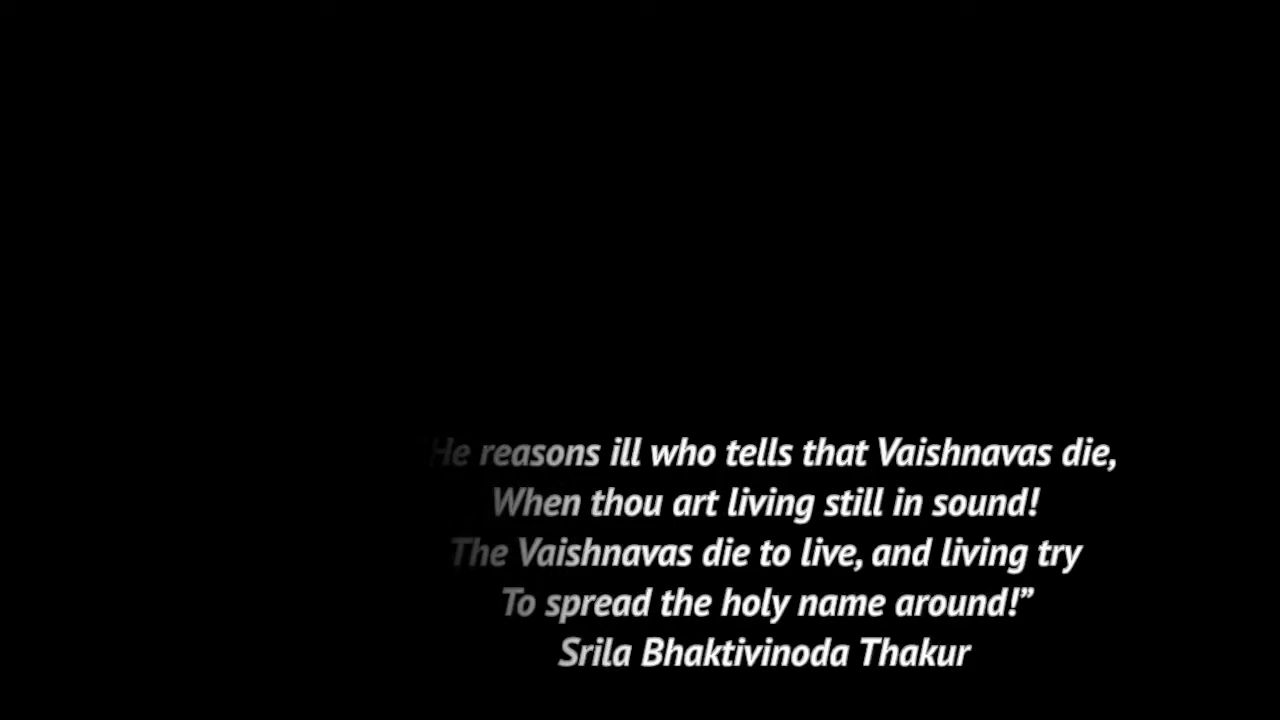 “He reasons ill who tells that Vaishnavas die,
When thou art living still in sound!
The Vaishnavas die to live, and living try
To spread the holy name around!”
Srila Bhaktivinoda Thakur